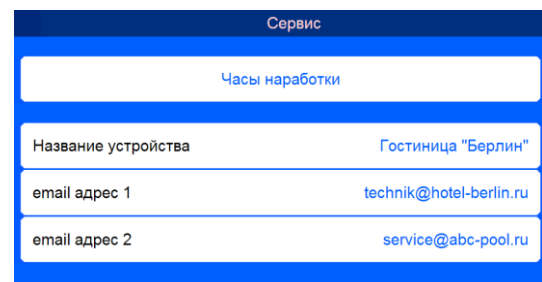 Сервис
Часы наработки
Название устройства Гостиница "Берлин"
email адрес 1 technik@hotel-berlin.ru
email адрес 2 service@abc-pool.ru